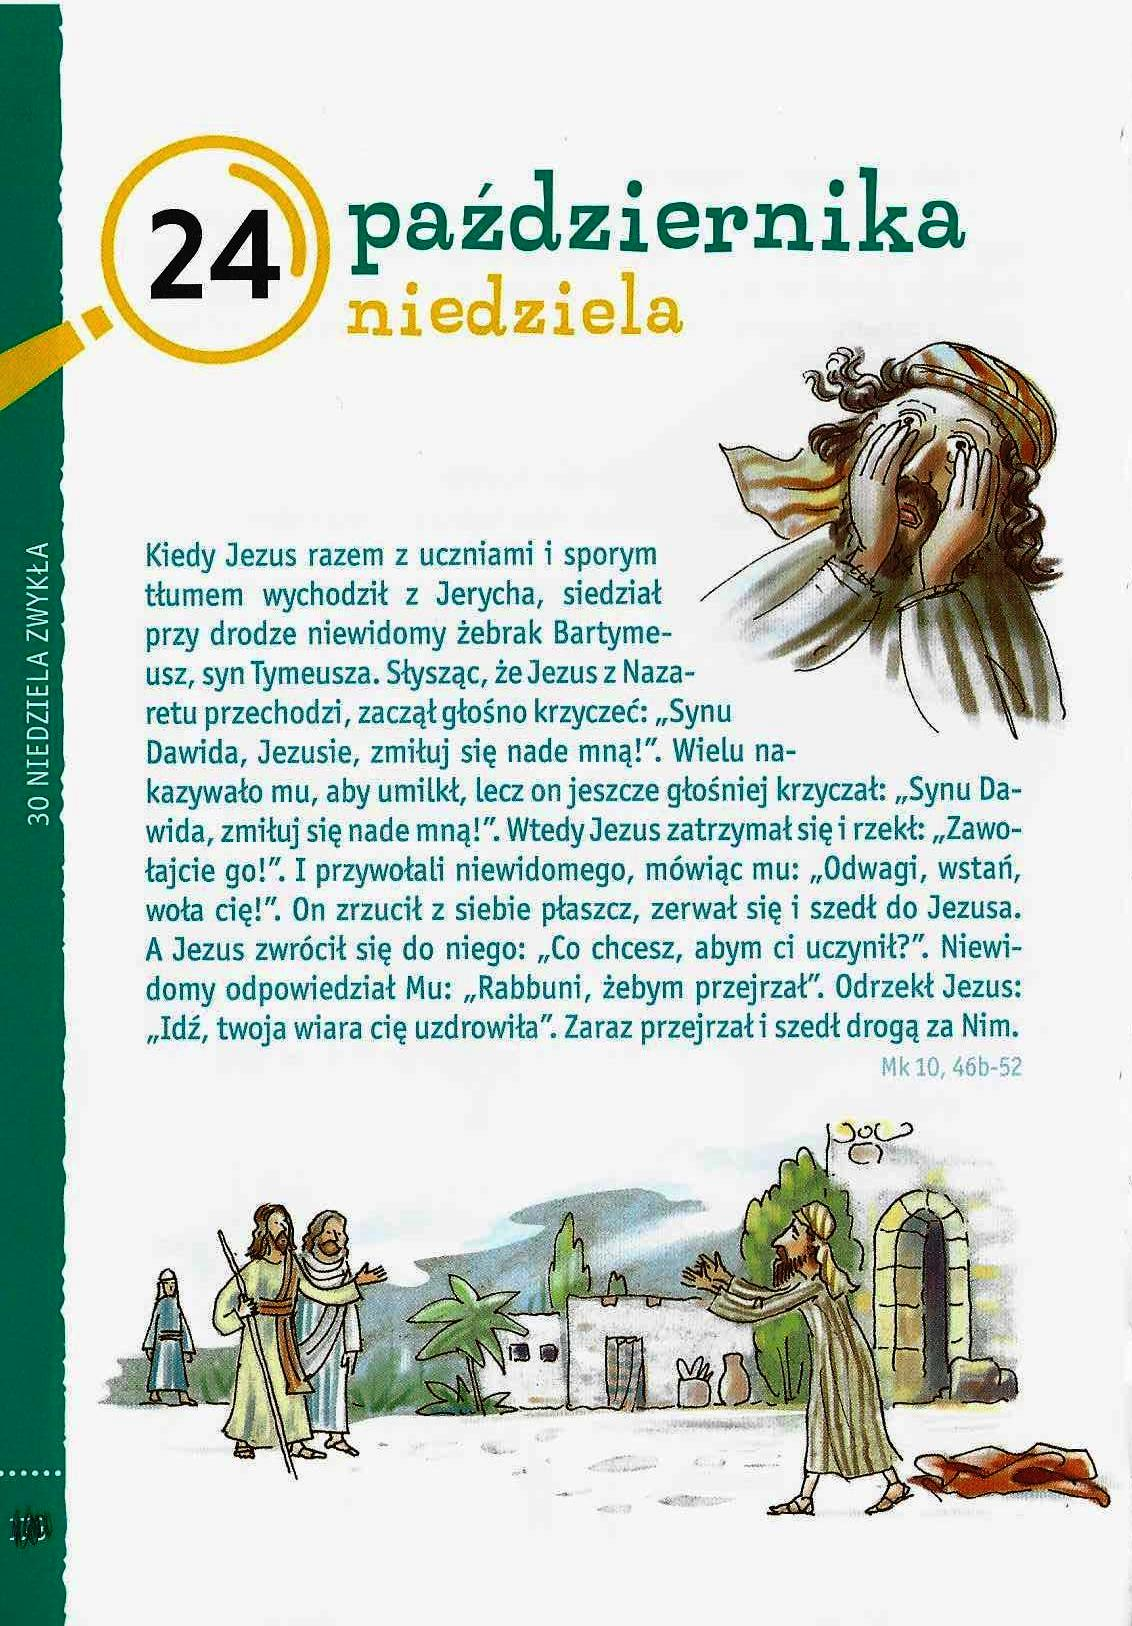 24
października
niedziela
30 NIEDZIELA ZWYKŁA
Kiedy Jezus razem z uczniami i sporym
tłumem wychodził z Jerycha, siedział
przy drodze niewidomy żebrak Bartyme-
usz, syn Tymeusza. Słysząc, że Jezus z Naza-
retu przechodzi, zaczął głośno krzyczeć: „Synu
Dawida, Jezusie, zmiłuj się nade mną!”. Wielu na-
kazywało mu, aby umilkł, lecz on jeszcze głośniej krzyczał: „Synu Da-
wida, zmiłuj się nade mną!”. Wtedy Jezus zatrzymał się i rzekł: „Zawo-
łajcie go!”. I przywołali niewidomego, mówiąc mu: „Odwagi, wstań,
woła cię!”. On zrzucił z siebie płaszcz, zerwał się i szedł do Jezusa.
A Jezus zwrócił się do niego: „Co chcesz, abym ci uczynił?”. Niewi-
domy odpowiedział Mu: „Rabbuni, żebym przejrzał”. Odrzekł Jezus:
„Idź, twoja wiara cię uzdrowiła”. Zaraz przejrzał i szedł drogą za Nim.
Mk 10, 46b-52